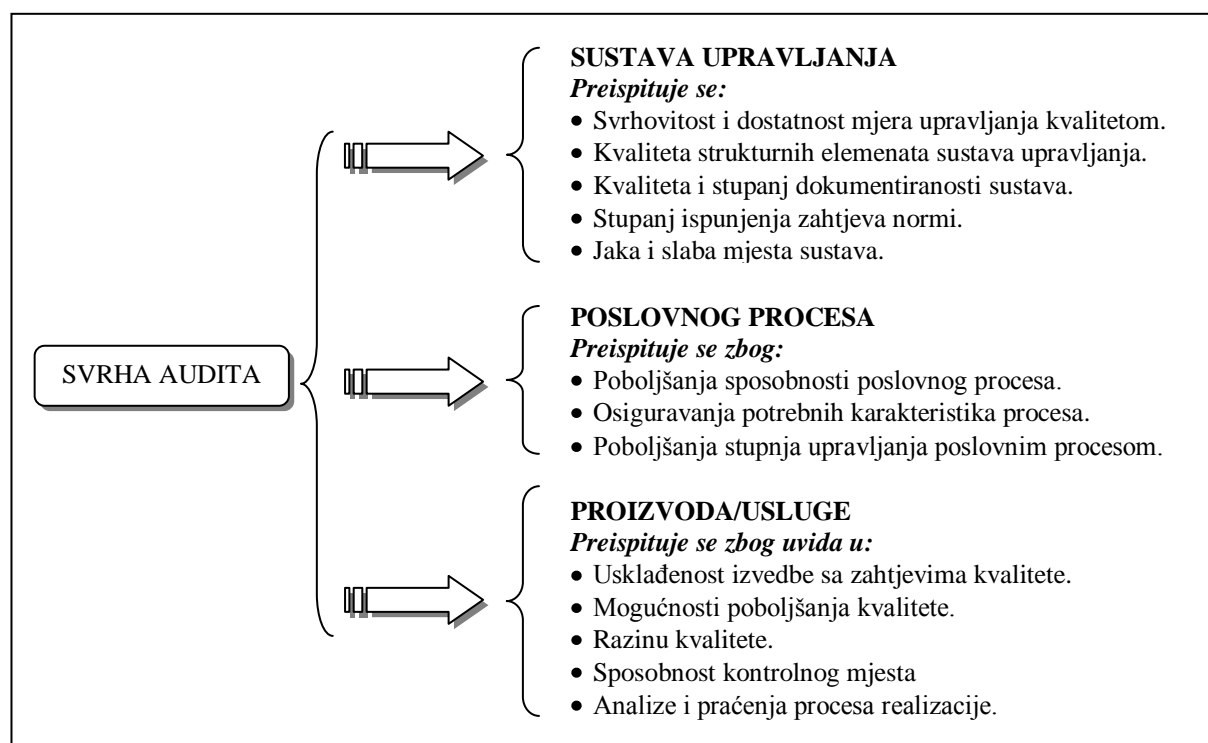 SVRHA AUDITA
SUSTAVA UPRAVLJANJA
Preispituje se:
• Svrhovitost i dostatnost mjera upravljanja kvalitetom.
• Kvaliteta strukturnih elemenata sustava upravljanja.
• Kvaliteta i stupanj dokumentiranosti sustava.
• Stupanj ispunjenja zahtjeva normi.
• Jaka i slaba mjesta sustava.
POSLOVNOG PROCESA
Preispituje se zbog:
• Poboljšanja sposobnosti poslovnog procesa.
• Osiguravanja potrebnih karakteristika procesa.
• Poboljšanja stupnja upravljanja poslovnim procesom.
PROIZVODA/USLUGE
Preispituje se zbog uvida u:
• Usklađenost izvedbe sa zahtjevima kvalitete.
• Mogućnosti poboljšanja kvalitete.
• Razinu kvalitete.
• Sposobnost kontrolnog mjesta
• Analize i praćenja procesa realizacije.